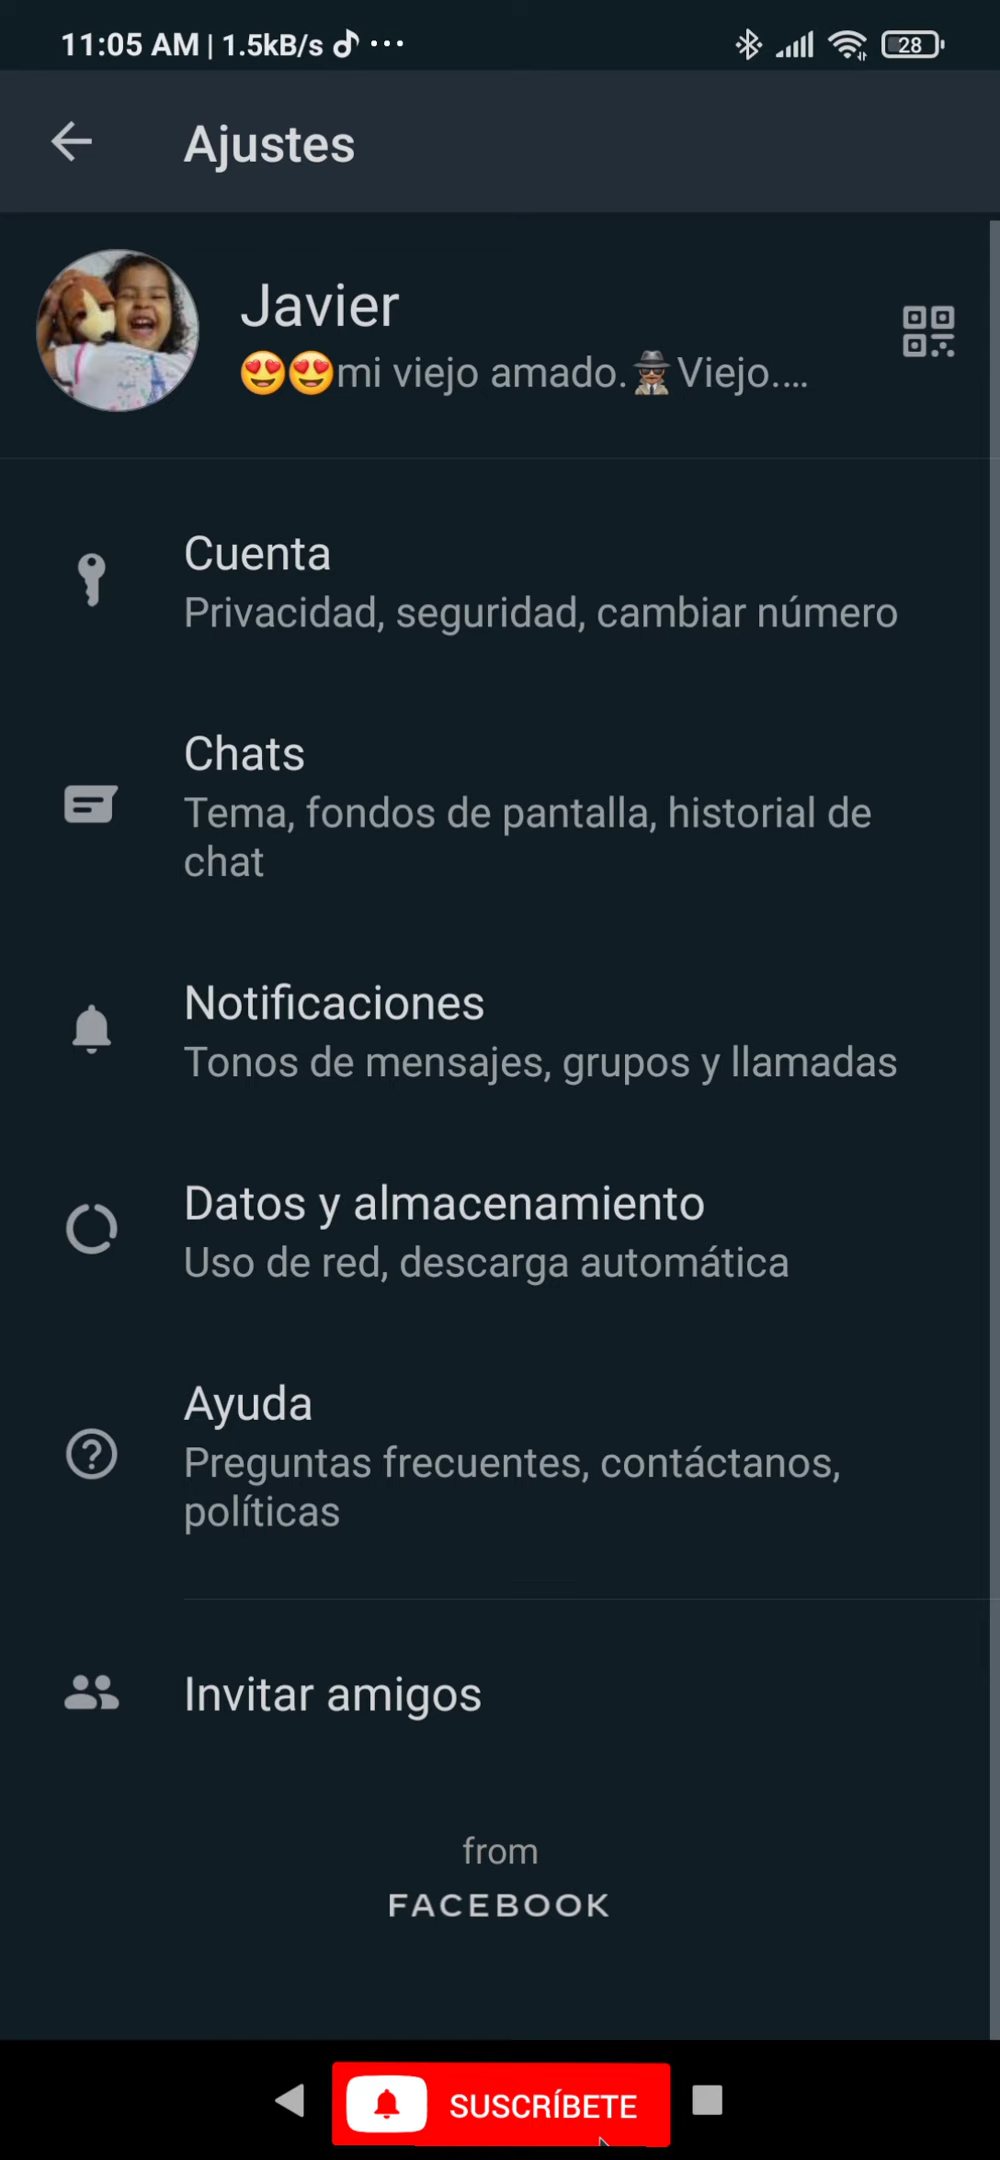 11:05 AM | 1.5kB/s ...
28
Ajustes
Javier
😍😍mi viejo amado.🕵🏽Viejo....
Cuenta
Privacidad, seguridad, cambiar número
Chats
Tema, fondos de pantalla, historial de
chat
Notificaciones
Tonos de mensajes, grupos y llamadas
Datos y almacenamiento
Uso de red, descarga automática
Ayuda
Preguntas frecuentes, contáctanos,
políticas
Invitar amigos
from
FACEBOOK
SUSCRÍBETE